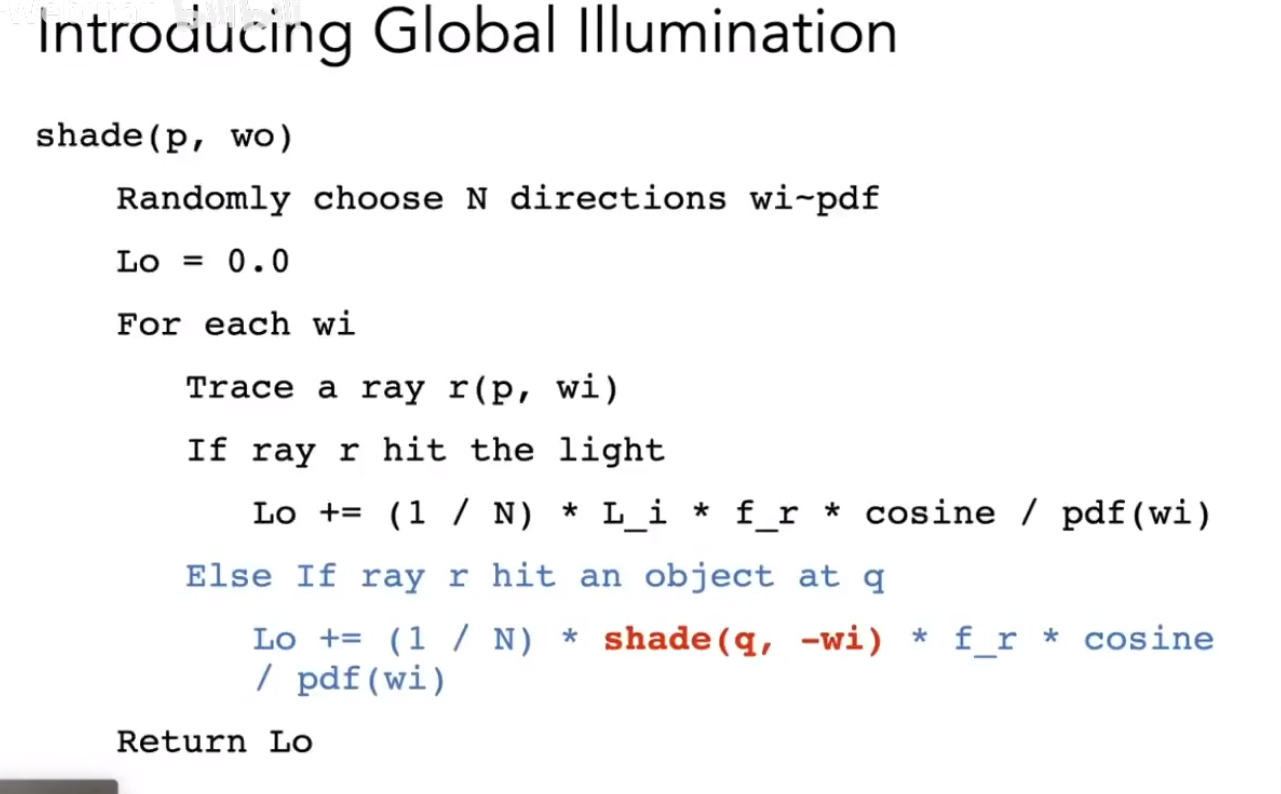 Introducing Global Illumination
shade(p, wo)
Randomly choose N directions wi~pdf
Lo = 0.0
For each wi
Trace a ray r(p, wi)
If ray r hit the light
Lo += (1 / N) * L_i * f_r * cosine / pdf(wi)
Else If ray r hit an object at q
Lo += (1 / N) * shade(q, -wi) * f_r * cosine
/ pdf(wi)
Return Lo